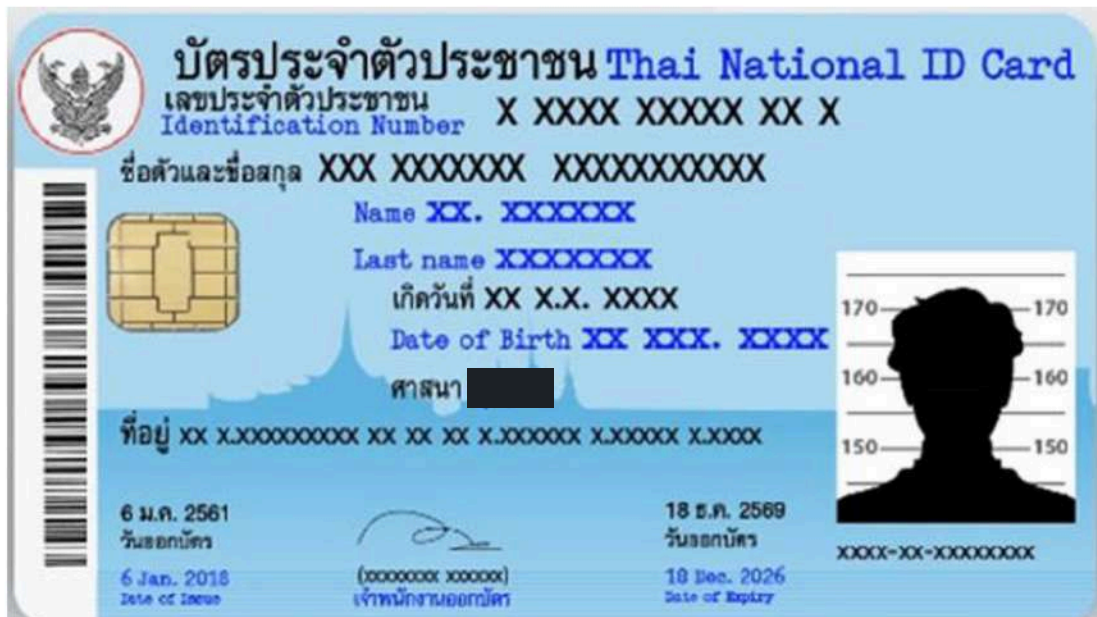 บัตรประจำตัวประชาชน Thai National ID Card
เลขประจำตัวประชาชน X XXXX XXXXX XX X
Identification Number
ชื่อตัวและชื่อสกุล XXX XXXXXXX XXXXXXXXXXX
Name XX. XXXXXX
Last name XXXXXXXX
เกิดวันที่ XX X.X. XXXX
Date of Birth XX XXX. XXXX
ศาสนา
ที่อยู่ xx x.xxxxxxxxx xx xx xx x.xxxxxx x.xxxxx x.xxxx
170 170
160 160
150 150
6 ม.ค. 2561
วันออกบัตร
6 Jan. 2018
Date of Issue
(xxxxxxxx xxxxxx)
เจ้าพนักงานออกบัตร
18 ธ.ค. 2569
วันออกบัตร
18 Dec. 2026
Date of Expiry
xxxx-xx-xxxxxxxx